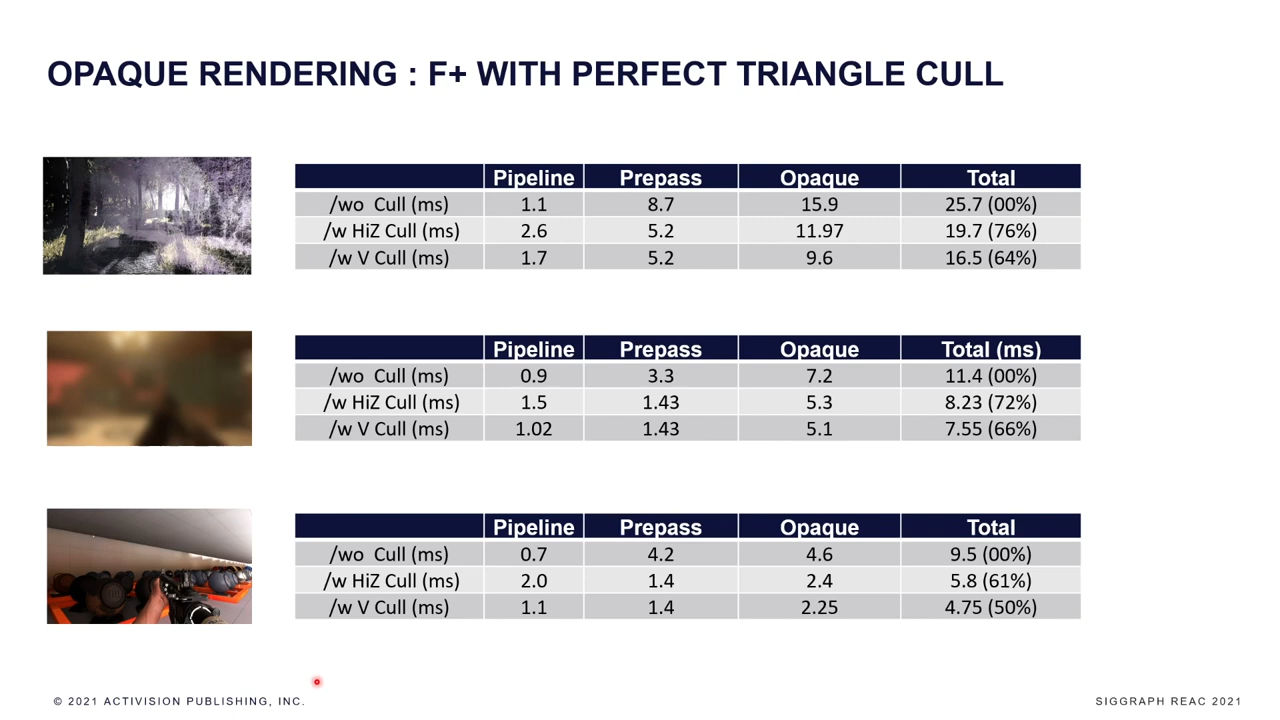 OPAQUE RENDERING : F+ WITH PERFECT TRIANGLE CULL
Pipeline Prepass Opaque Total
/wo Cull (ms) 1.1 8.7 15.9 25.7 (00%)
/w HiZ Cull (ms) 2.6 5.2 11.97 19.7 (76%)
/w V Cull (ms) 1.7 5.2 9.6 16.5 (64%)
Pipeline Prepass Opaque Total (ms)
/wo Cull (ms) 0.9 3.3 7.2 11.4 (00%)
/w HiZ Cull (ms) 1.5 1.43 5.3 8.23 (72%)
/w V Cull (ms) 1.02 1.43 5.1 7.55 (66%)
Pipeline Prepass Opaque Total
/wo Cull (ms) 0.7 4.2 4.6 9.5 (00%)
/w HiZ Cull (ms) 2.0 1.4 2.4 5.8 (61%)
/w V Cull (ms) 1.1 1.4 2.25 4.75 (50%)
© 2021 ACTIVISION PUBLISHING, INC. SIGGRAPH REAC 2021